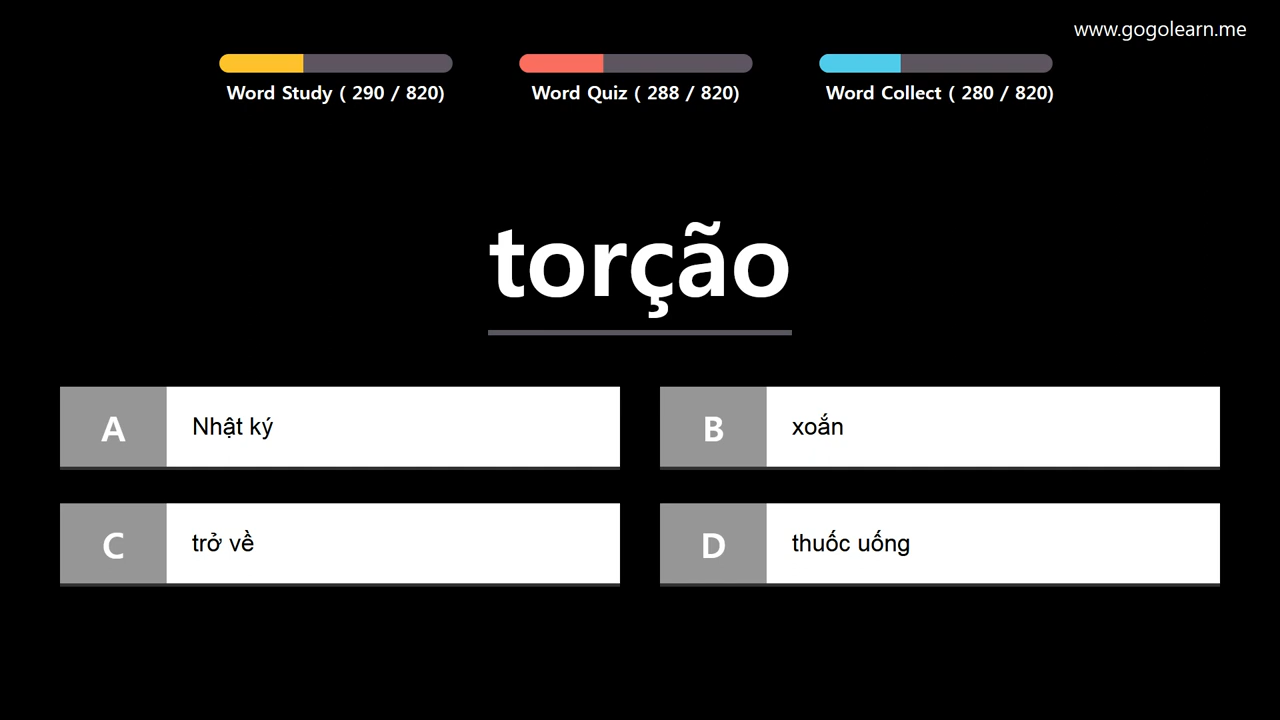 www.gogolearn.me
Word Study ( 290 / 820)
Word Quiz ( 288 / 820)
Word Collect ( 280 / 820)
torção
A Nhật ký
B xoắn
C trở về
D thuốc uống